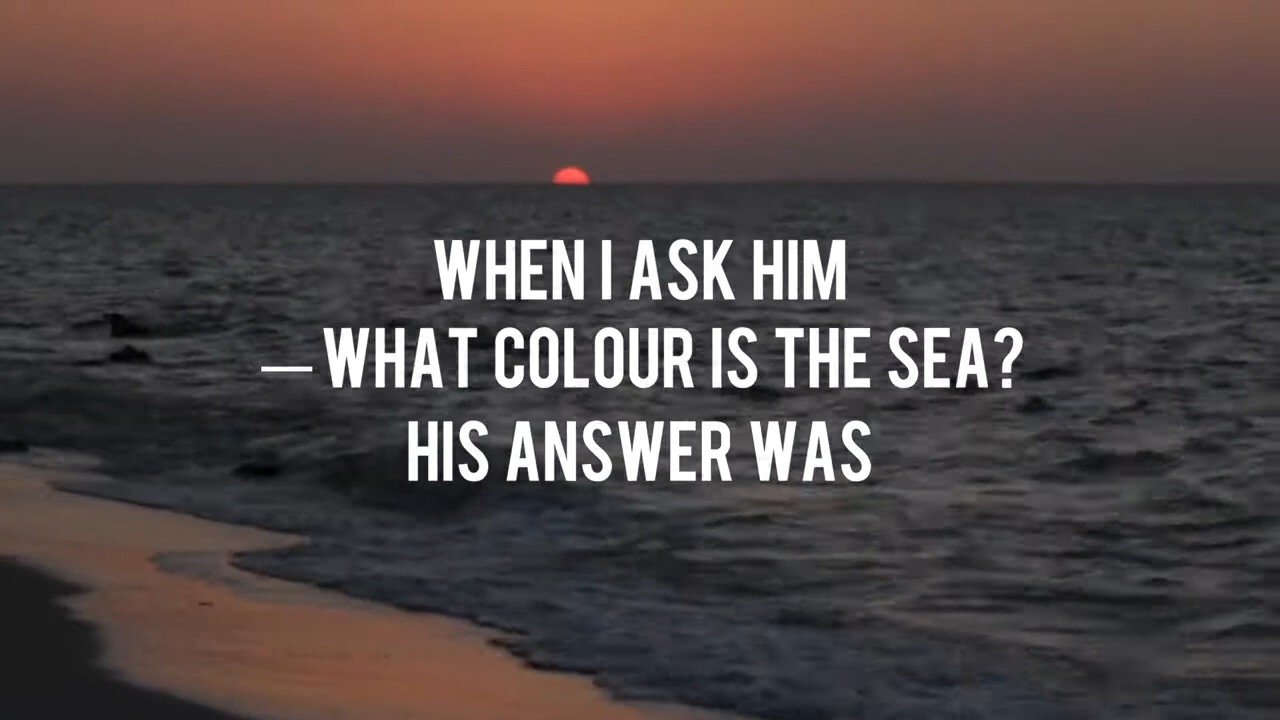 WHEN I ASK HIM
— WHAT COLOUR IS THE SEA?
HIS ANSWER WAS